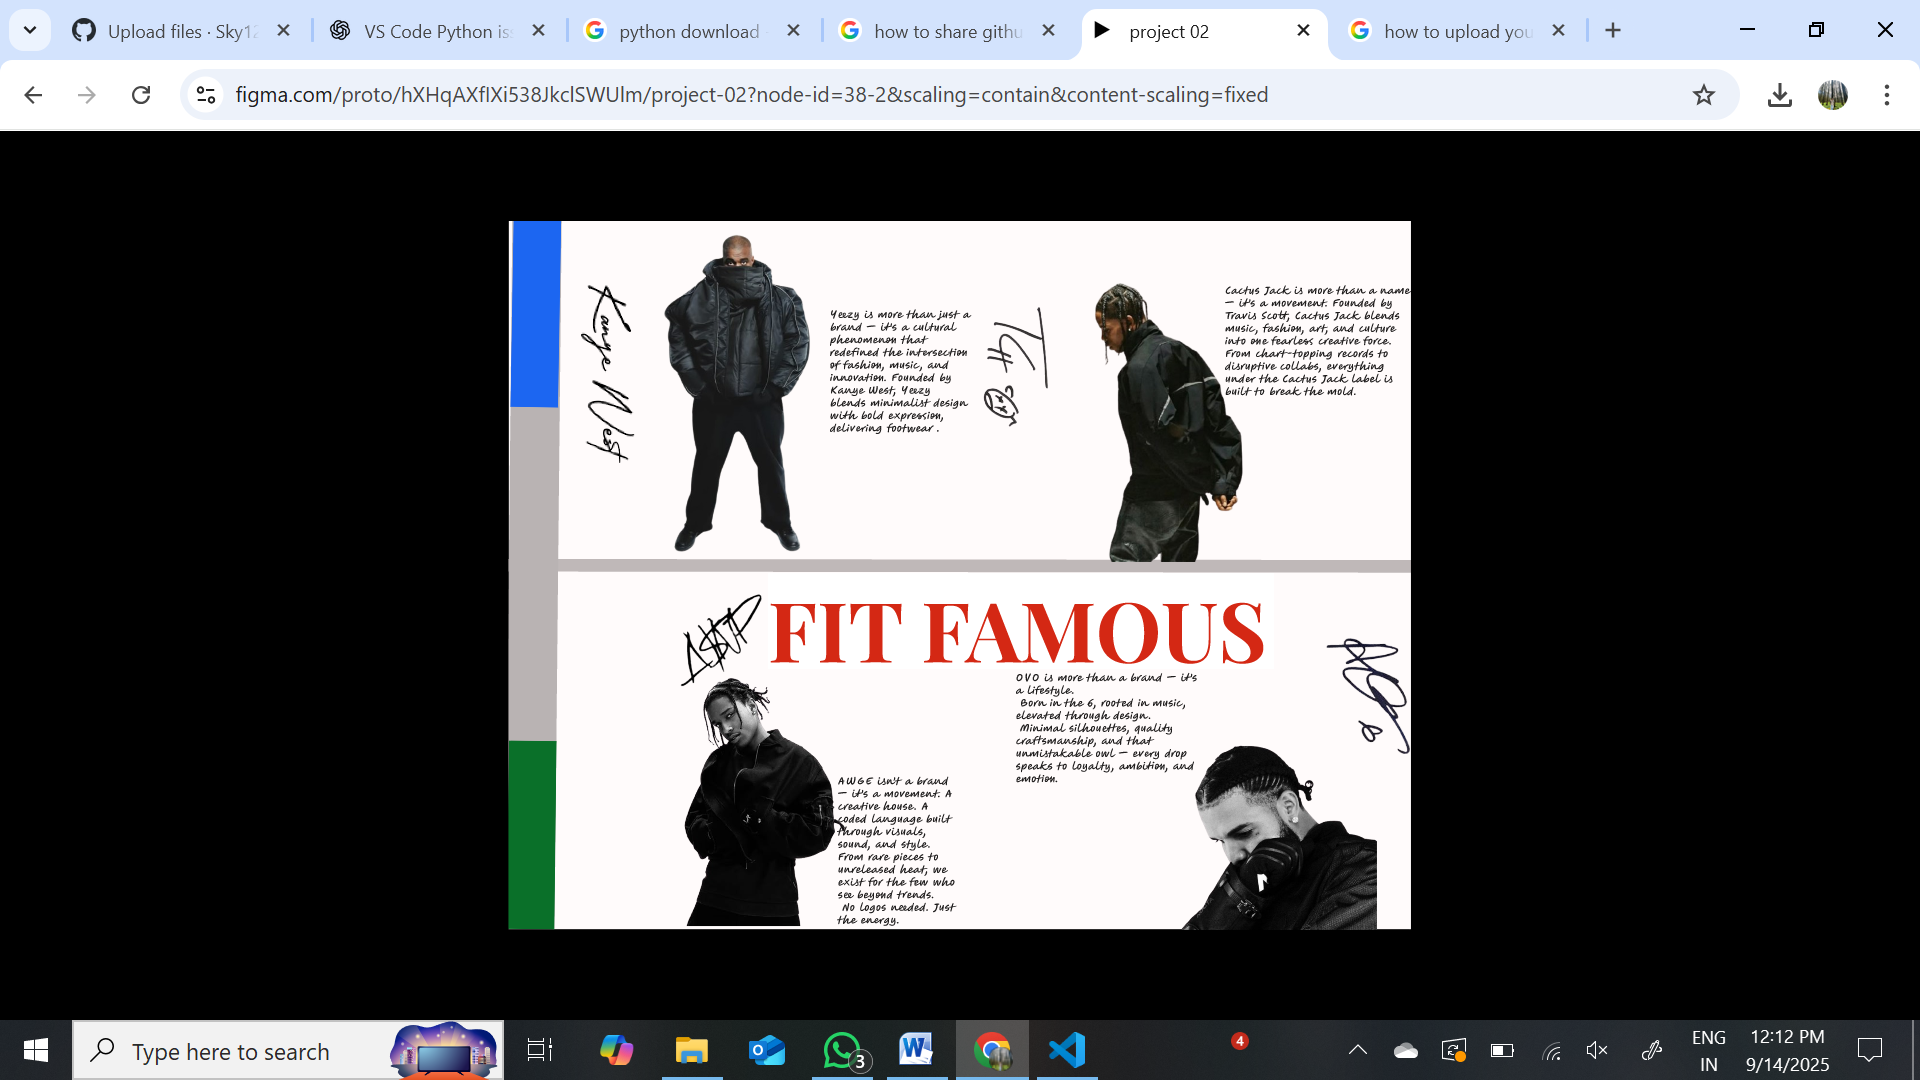 Upload files · Sky12
VS Code Python is
python download
how to share githu
project 02
how to upload you
figma.com/proto/hXHqAXflXi538JkclSWUlm/project-02?node-id=38-2&scaling=contain&content-scaling=fixed
Kanye West
Yeezy is more than just a
brand — it's a cultural
phenomenon that
redefined the intersection
of fashion, music, and
innovation. Founded by
Kanye West, Yeezy
blends minimalist design
with bold expression,
delivering footwear .
Cactus Jack is more than a name
— it's a movement. Founded by
Travis Scott, Cactus Jack blends
music, fashion, art, and culture
into one fearless creative force.
From chart-topping records to
disruptive collabs, everything
under the Cactus Jack label is
built to break the mold.
A$AP
FIT FAMOUS
OVO is more than a brand — it's
a lifestyle.
Born in the 6, rooted in music,
elevated through design.
Minimal silhouettes, quality
craftsmanship, and that
unmistakable owl — every drop
speaks to loyalty, ambition, and
emotion.
AWGE isn't a brand
— it's a movement. A
creative house. A
coded language built
through visuals,
sound, and style.
From rare pieces to
unreleased heat, we
exist for the few who
see beyond trends.
No logos needed. Just
the energy.
Type here to search
3
4
ENG
IN
12:12 PM
9/14/2025